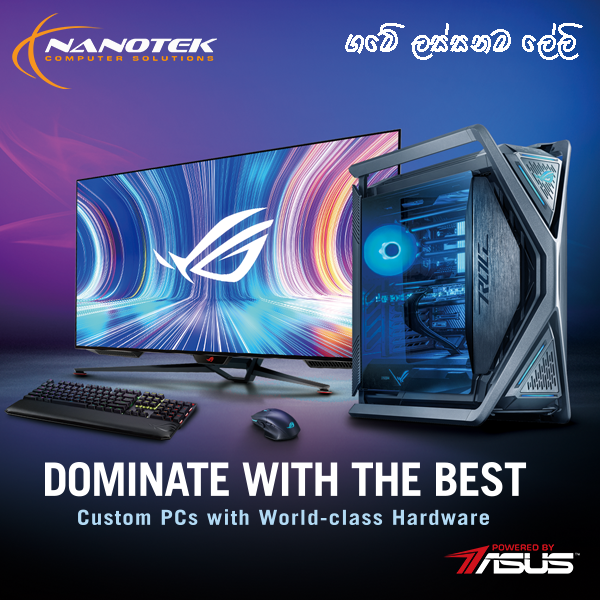 NANOTEK
COMPUTER SOLUTIONS
ගමේ ලස්සනම ලේලි
DOMINATE WITH THE BEST
Custom PCs with World-class Hardware
POWERED BY
ASUS